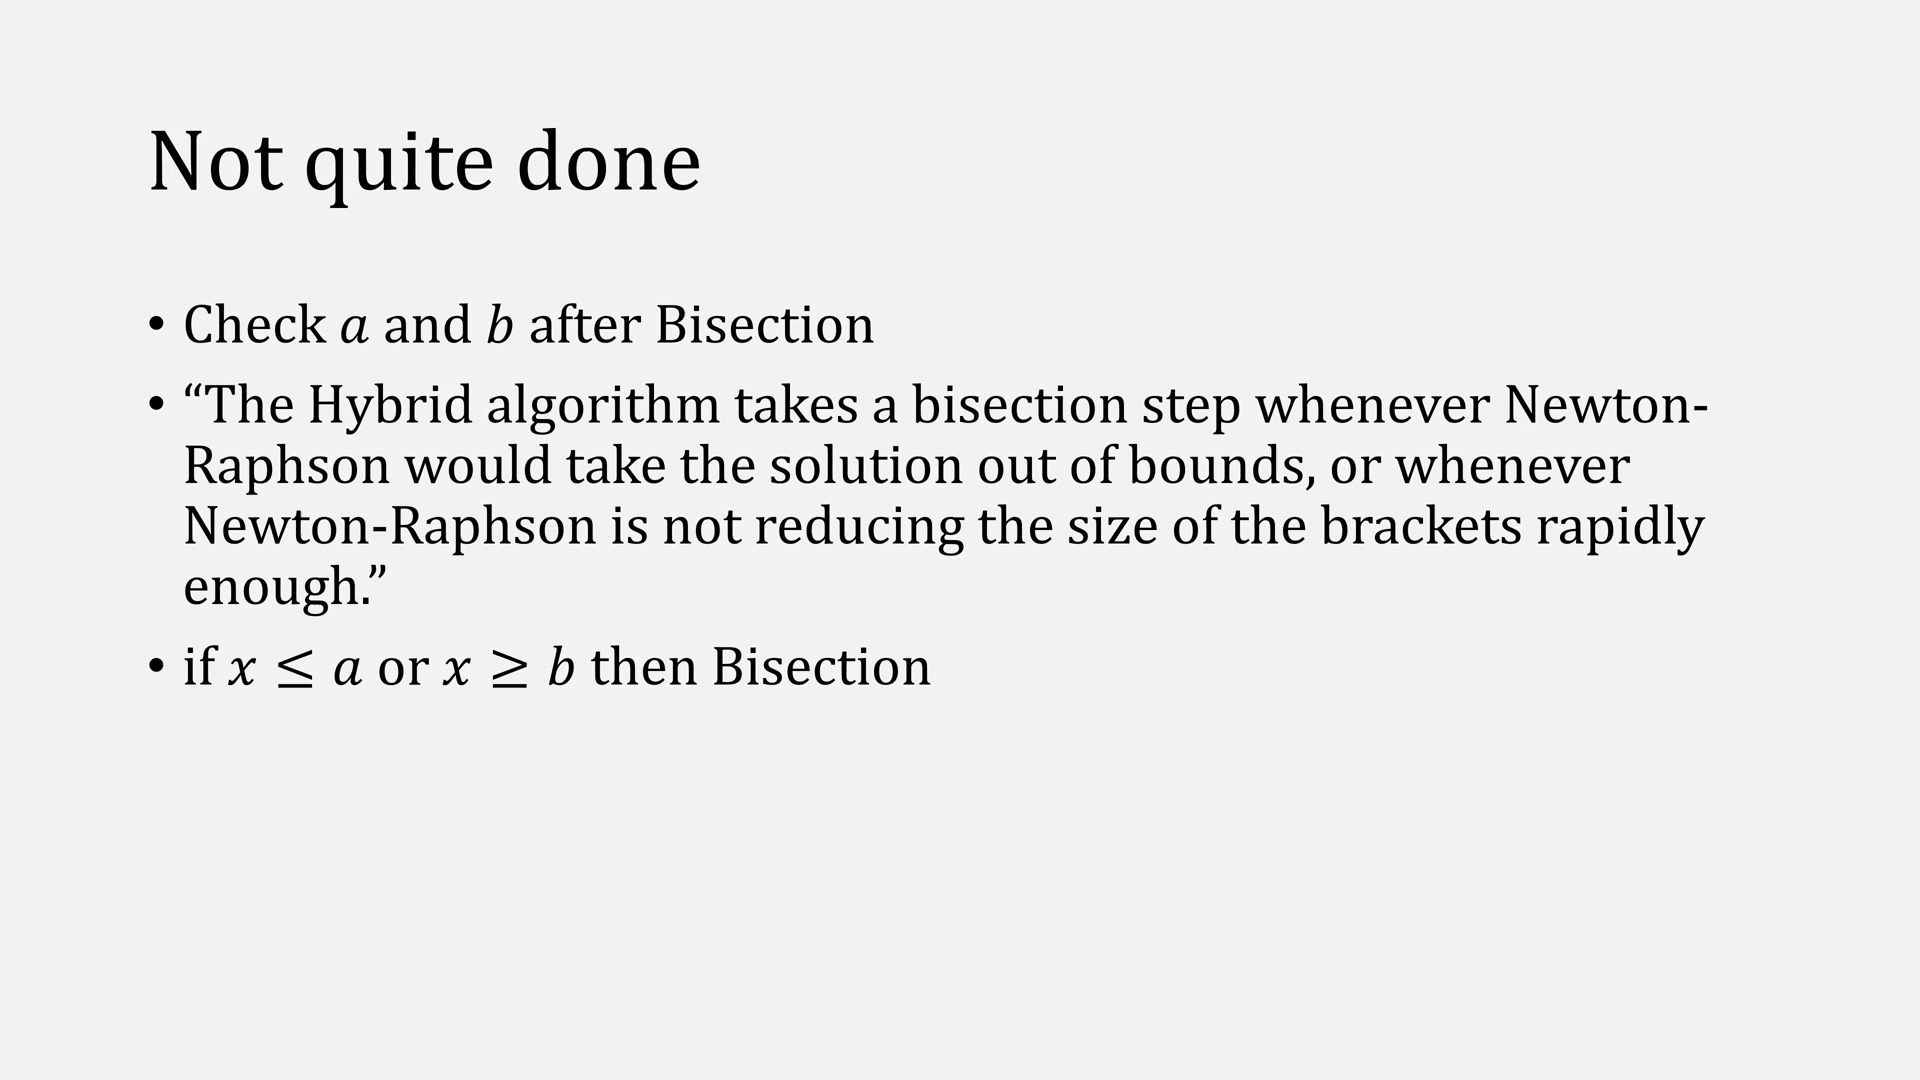 Not quite done
• Check a and b after Bisection
• “The Hybrid algorithm takes a bisection step whenever Newton-
Raphson would take the solution out of bounds, or whenever
Newton-Raphson is not reducing the size of the brackets rapidly
enough.”
• if x ≤ a or x ≥ b then Bisection